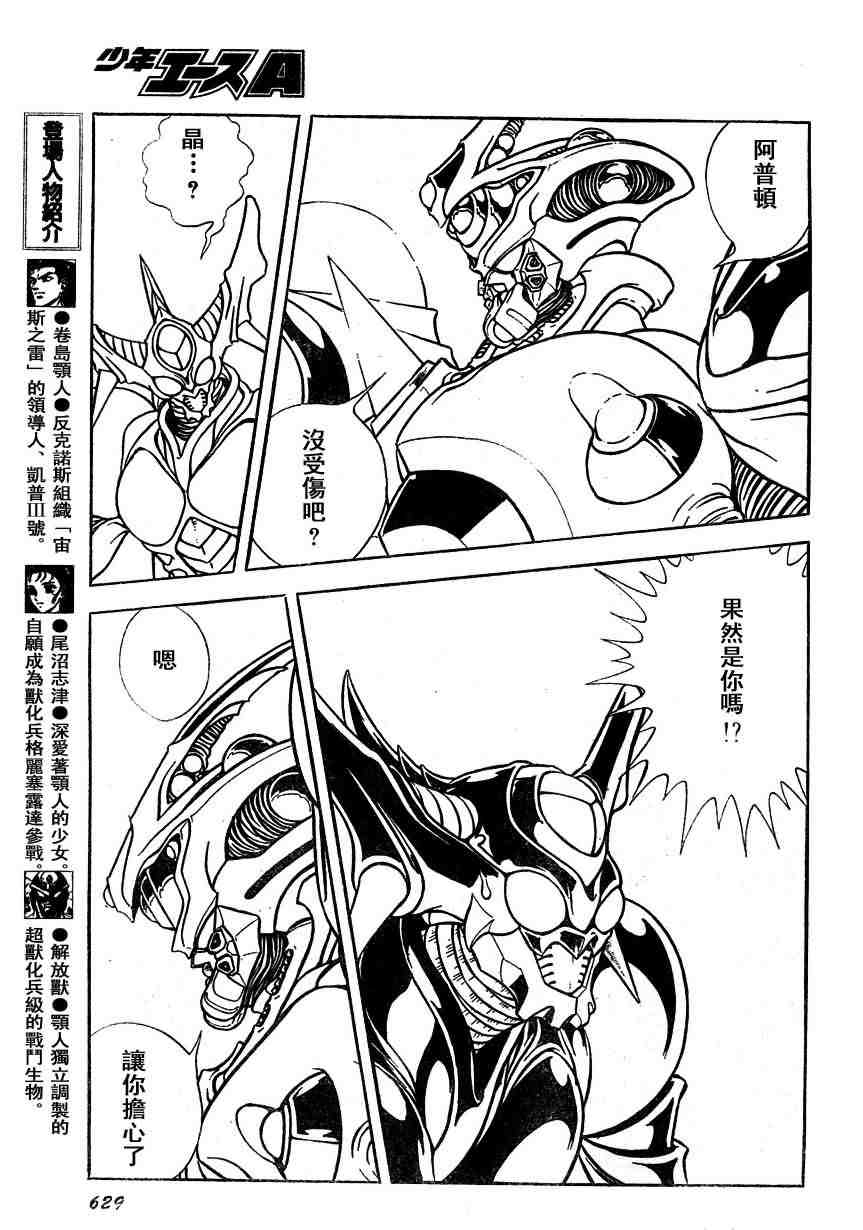 少年エースA
阿普頓
沒受傷吧?
晶…?
果然是你嗎!?
嗯
讓你擔心了
登場人物紹介
●卷島顎人●反克諾斯組織「宙
斯之雷」的領導人、凱普III號。
●尾沼志津●深愛著顎人的少女。
自願成為獸化兵格麗塞露達參戰。
●解放獸●顎人獨立調製的
超獸化兵級的戰鬥生物。
629